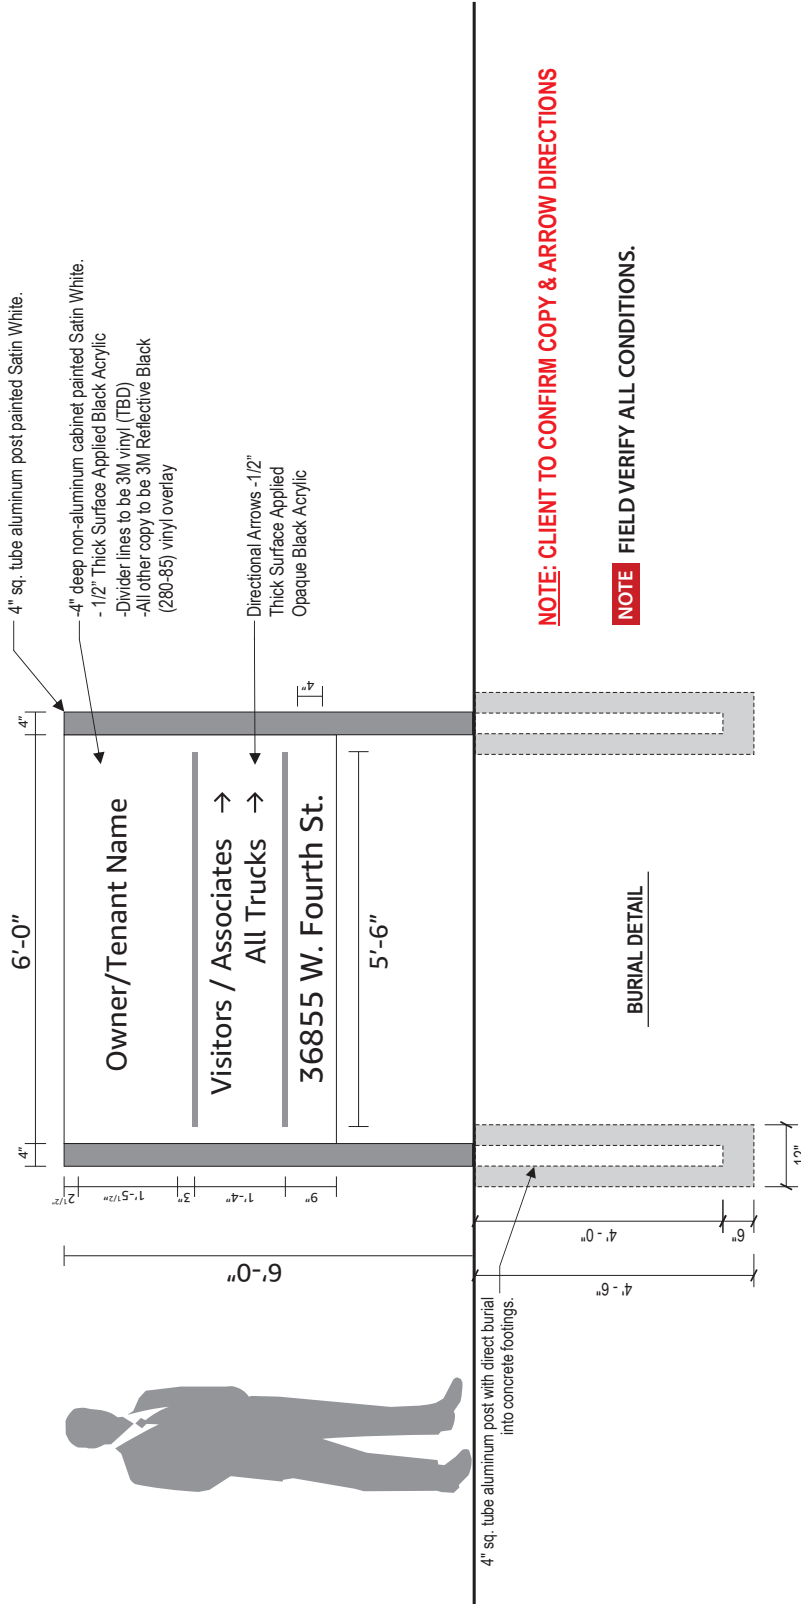 4" sq. tube aluminum post painted Satin White.
4"
6'-0"
4"
-4" deep non-aluminum cabinet painted Satin White.
- 1/2" Thick Surface Applied Black Acrylic
-Divider lines to be 3M vinyl (TBD)
-All other copy to be 3M Reflective Black
(280-85) vinyl overlay
Directional Arrows -1/2"
Thick Surface Applied
Opaque Black Acrylic
Owner/Tenant Name
Visitors / Associates →
All Trucks →
36855 W. Fourth St.
4"
5'-6"
2 1/2"
1'-5 1/2"
3"
1'-4"
9"
6'-0"
4" sq. tube aluminum post with direct burial
into concrete footings.
4' - 0"
6"
4' - 6"
12"
BURIAL DETAIL
NOTE: CLIENT TO CONFIRM COPY & ARROW DIRECTIONS
NOTE FIELD VERIFY ALL CONDITIONS.